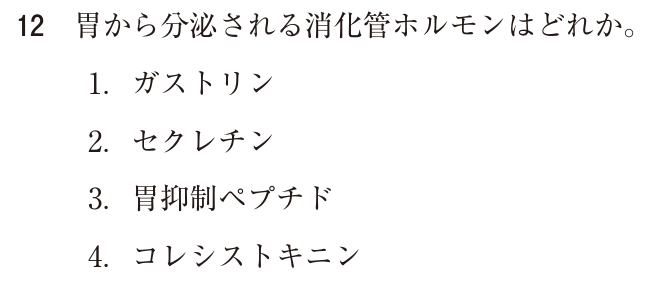 12 胃から分泌される消化管ホルモンはどれか。
1. ガストリン
2. セクレチン
3. 胃抑制ペプチド
4. コレシストキニン